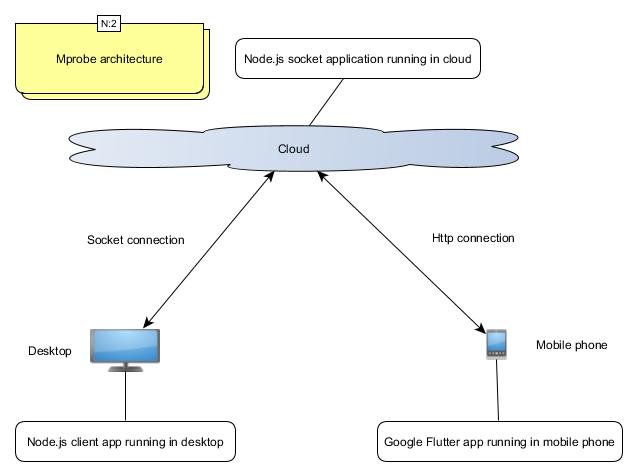 N:2
Mprobe architecture
Node.js socket application running in cloud
Cloud
Socket connection
Http connection
Desktop
Mobile phone
Node.js client app running in desktop
Google Flutter app running in mobile phone